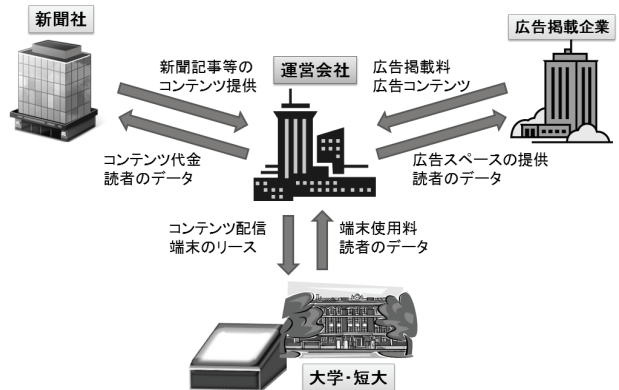 新聞社
運営会社
広告掲載企業
新聞記事等の
コンテンツ提供
広告掲載料
広告コンテンツ
コンテンツ代金
読者のデータ
広告スペースの提供
読者のデータ
コンテンツ配信
端末のリース
端末使用料
読者のデータ
大学・短大